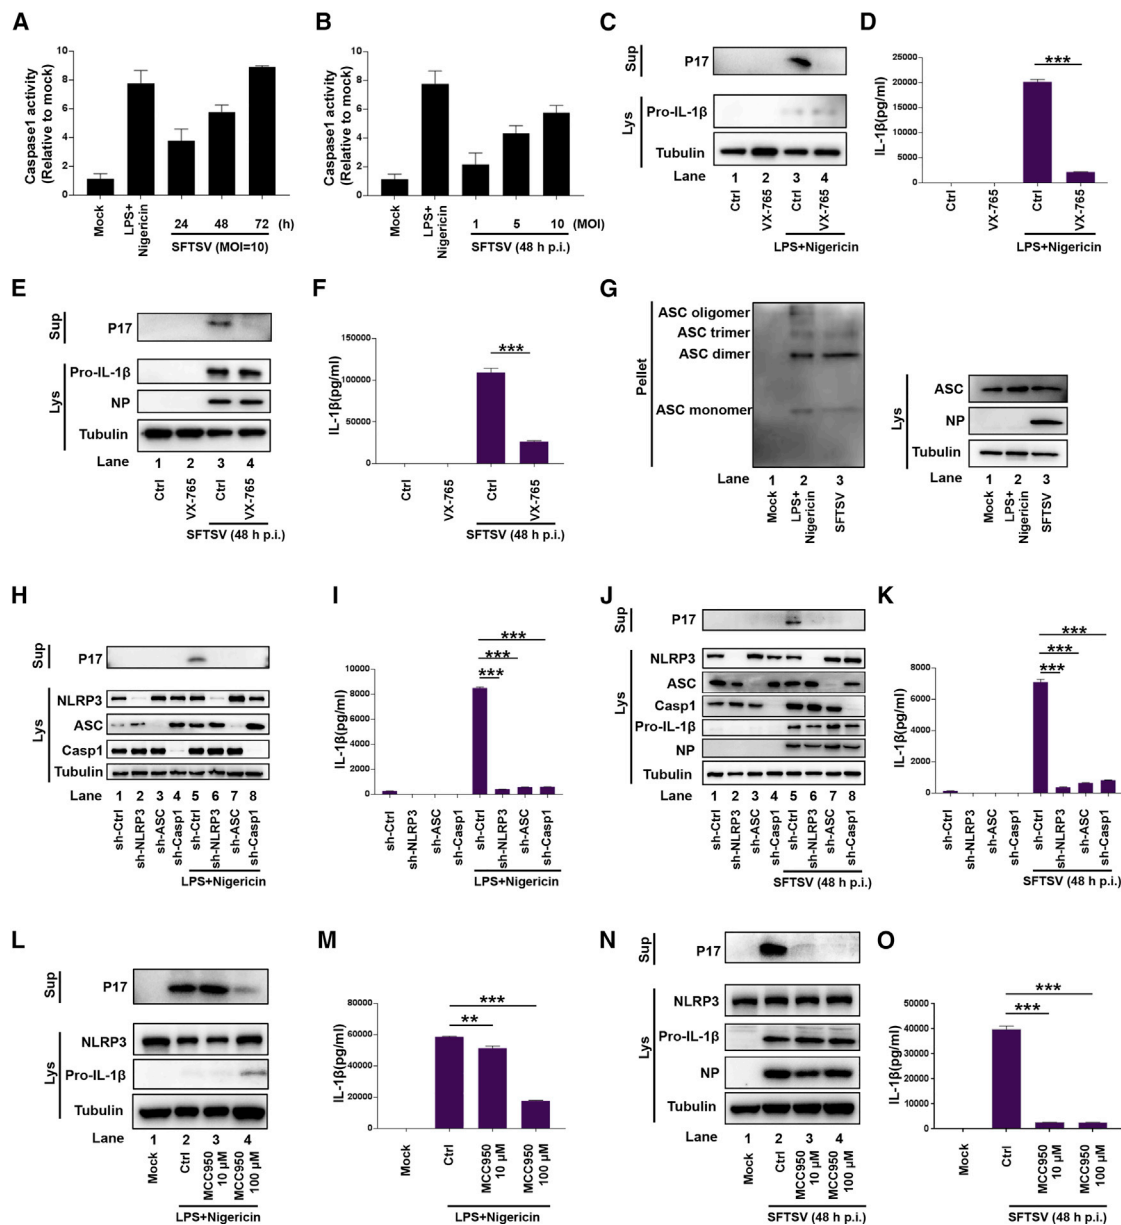 A
Caspase1 activity
(Relative to mock)
10
8
6
4
2
0
Mock
LPS+
Nigericin
24 48 72 (h)
SFTSV (MOI=10)
B
Caspase1 activity
(Relative to mock)
10
8
6
4
2
0
Mock
LPS+
Nigericin
1 5 10 (MOI)
SFTSV (48 h p.i.)
C
Sup
P17
Lys
Pro-IL-1β
Tubulin
Lane 1 2 3 4
Ctrl VX-765 Ctrl VX-765
LPS+Nigericin
D
IL-1β(pg/ml)
25000
20000
15000
10000
5000
0
***
Ctrl VX-765 Ctrl VX-765
LPS+Nigericin
E
Sup
P17
Lys
Pro-IL-1β
NP
Tubulin
Lane 1 2 3 4
Ctrl VX-765 Ctrl VX-765
SFTSV (48 h p.i.)
F
IL-1β(pg/ml)
150000
100000
50000
0
***
Ctrl VX-765 Ctrl VX-765
SFTSV (48 h p.i.)
G
Pellet
ASC oligomer
ASC trimer
ASC dimer
ASC monomer
Lane 1 2 3
Mock LPS+ Nigericin SFTSV
Lys
ASC
NP
Tubulin
Lane 1 2 3
Mock LPS+ Nigericin SFTSV
H
Sup
P17
Lys
NLRP3
ASC
Casp1
Tubulin
Lane 1 2 3 4 5 6 7 8
sh-Ctrl sh-NLRP3 sh-ASC sh-Casp1 sh-Ctrl sh-NLRP3 sh-ASC sh-Casp1
LPS+Nigericin
I
IL-1β(pg/ml)
10000
8000
6000
4000
2000
0
***
***
***
sh-Ctrl sh-NLRP3 sh-ASC sh-Casp1 sh-Ctrl sh-NLRP3 sh-ASC sh-Casp1
LPS+Nigericin
J
Sup
P17
Lys
NLRP3
ASC
Casp1
Pro-IL-1β
NP
Tubulin
Lane 1 2 3 4 5 6 7 8
sh-Ctrl sh-NLRP3 sh-ASC sh-Casp1 sh-Ctrl sh-NLRP3 sh-ASC sh-Casp1
SFTSV (48 h p.i.)
K
IL-1β(pg/ml)
8000
6000
4000
2000
0
***
***
***
sh-Ctrl sh-NLRP3 sh-ASC sh-Casp1 sh-Ctrl sh-NLRP3 sh-ASC sh-Casp1
SFTSV (48 h p.i.)
L
Sup
P17
Lys
NLRP3
Pro-IL-1β
Tubulin
Lane 1 2 3 4
Mock Ctrl MCC950 10 μM MCC950 100 μM
LPS+Nigericin
M
IL-1β(pg/ml)
80000
60000
40000
20000
0
***
**
Mock Ctrl MCC950 10 μM MCC950 100 μM
LPS+Nigericin
N
Sup
P17
Lys
NLRP3
Pro-IL-1β
NP
Tubulin
Lane 1 2 3 4
Mock Ctrl MCC950 10 μM MCC950 100 μM
SFTSV (48 h p.i.)
O
IL-1β(pg/ml)
50000
40000
30000
20000
10000
0
***
***
Mock Ctrl MCC950 10 μM MCC950 100 μM
SFTSV (48 h p.i.)